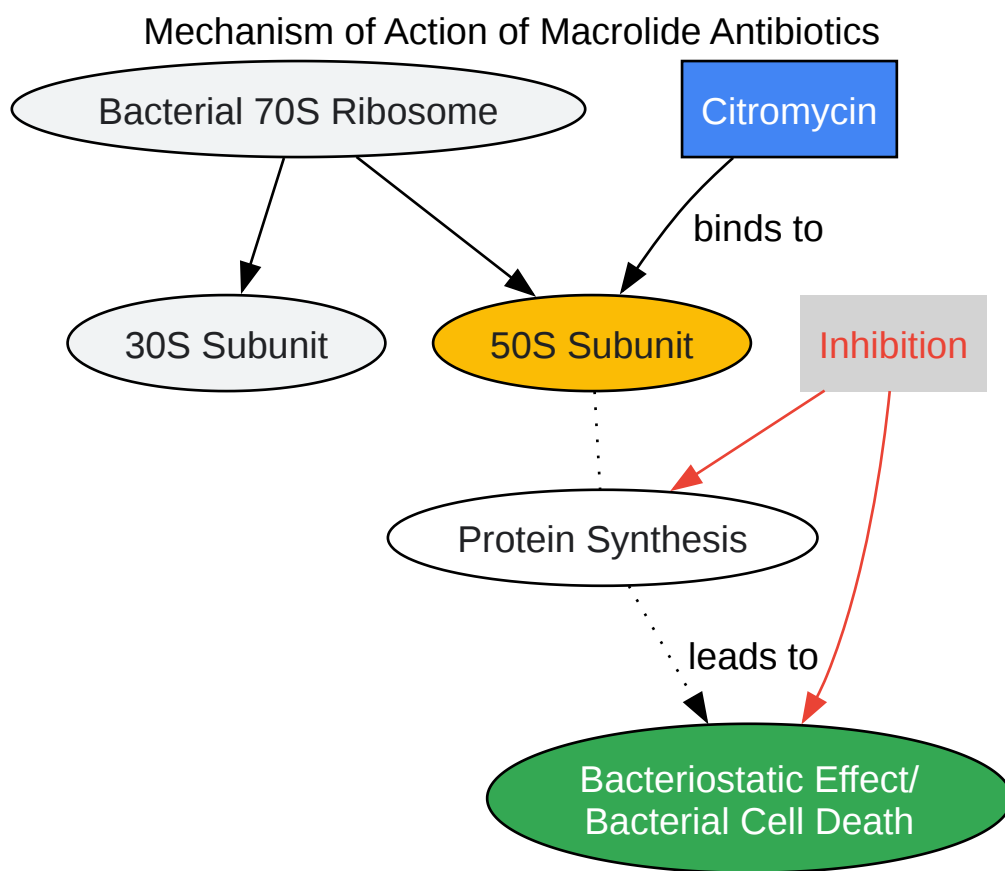 Mechanism of Action of Macrolide Antibiotics
Bacterial 70S Ribosome
Citromycin
binds to
30S Subunit
50S Subunit
Inhibition
Protein Synthesis
leads to
Bacteriostatic Effect/
Bacterial Cell Death